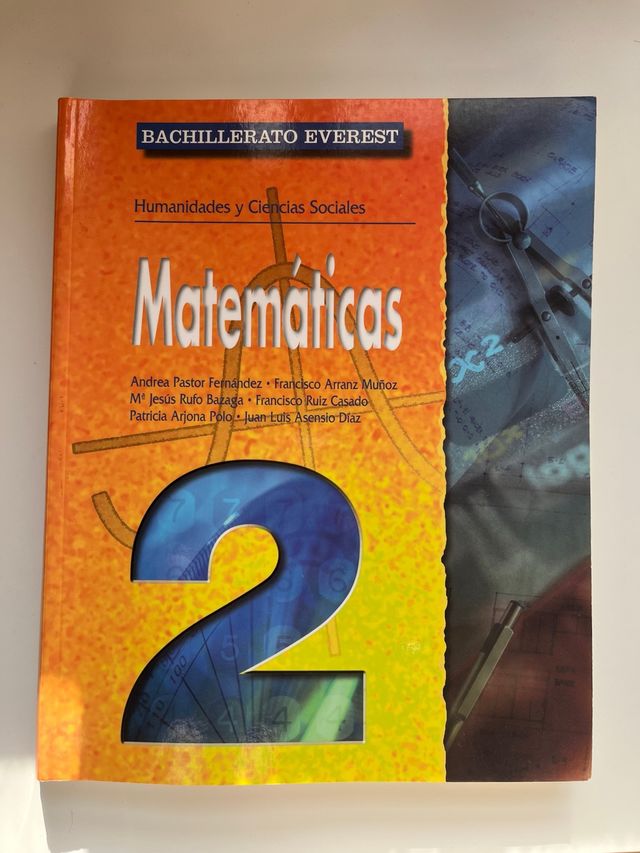 BACHILLERATO EVEREST
Humanidades y Ciencias Sociales
Matemáticas
Andrea Pastor Fernández • Francisco Arranz Muñoz
Mª Jesús Rufo Bazaga • Francisco Ruiz Casado
Patricia Arjona Polo • Juan Luis Asensio Díaz
2